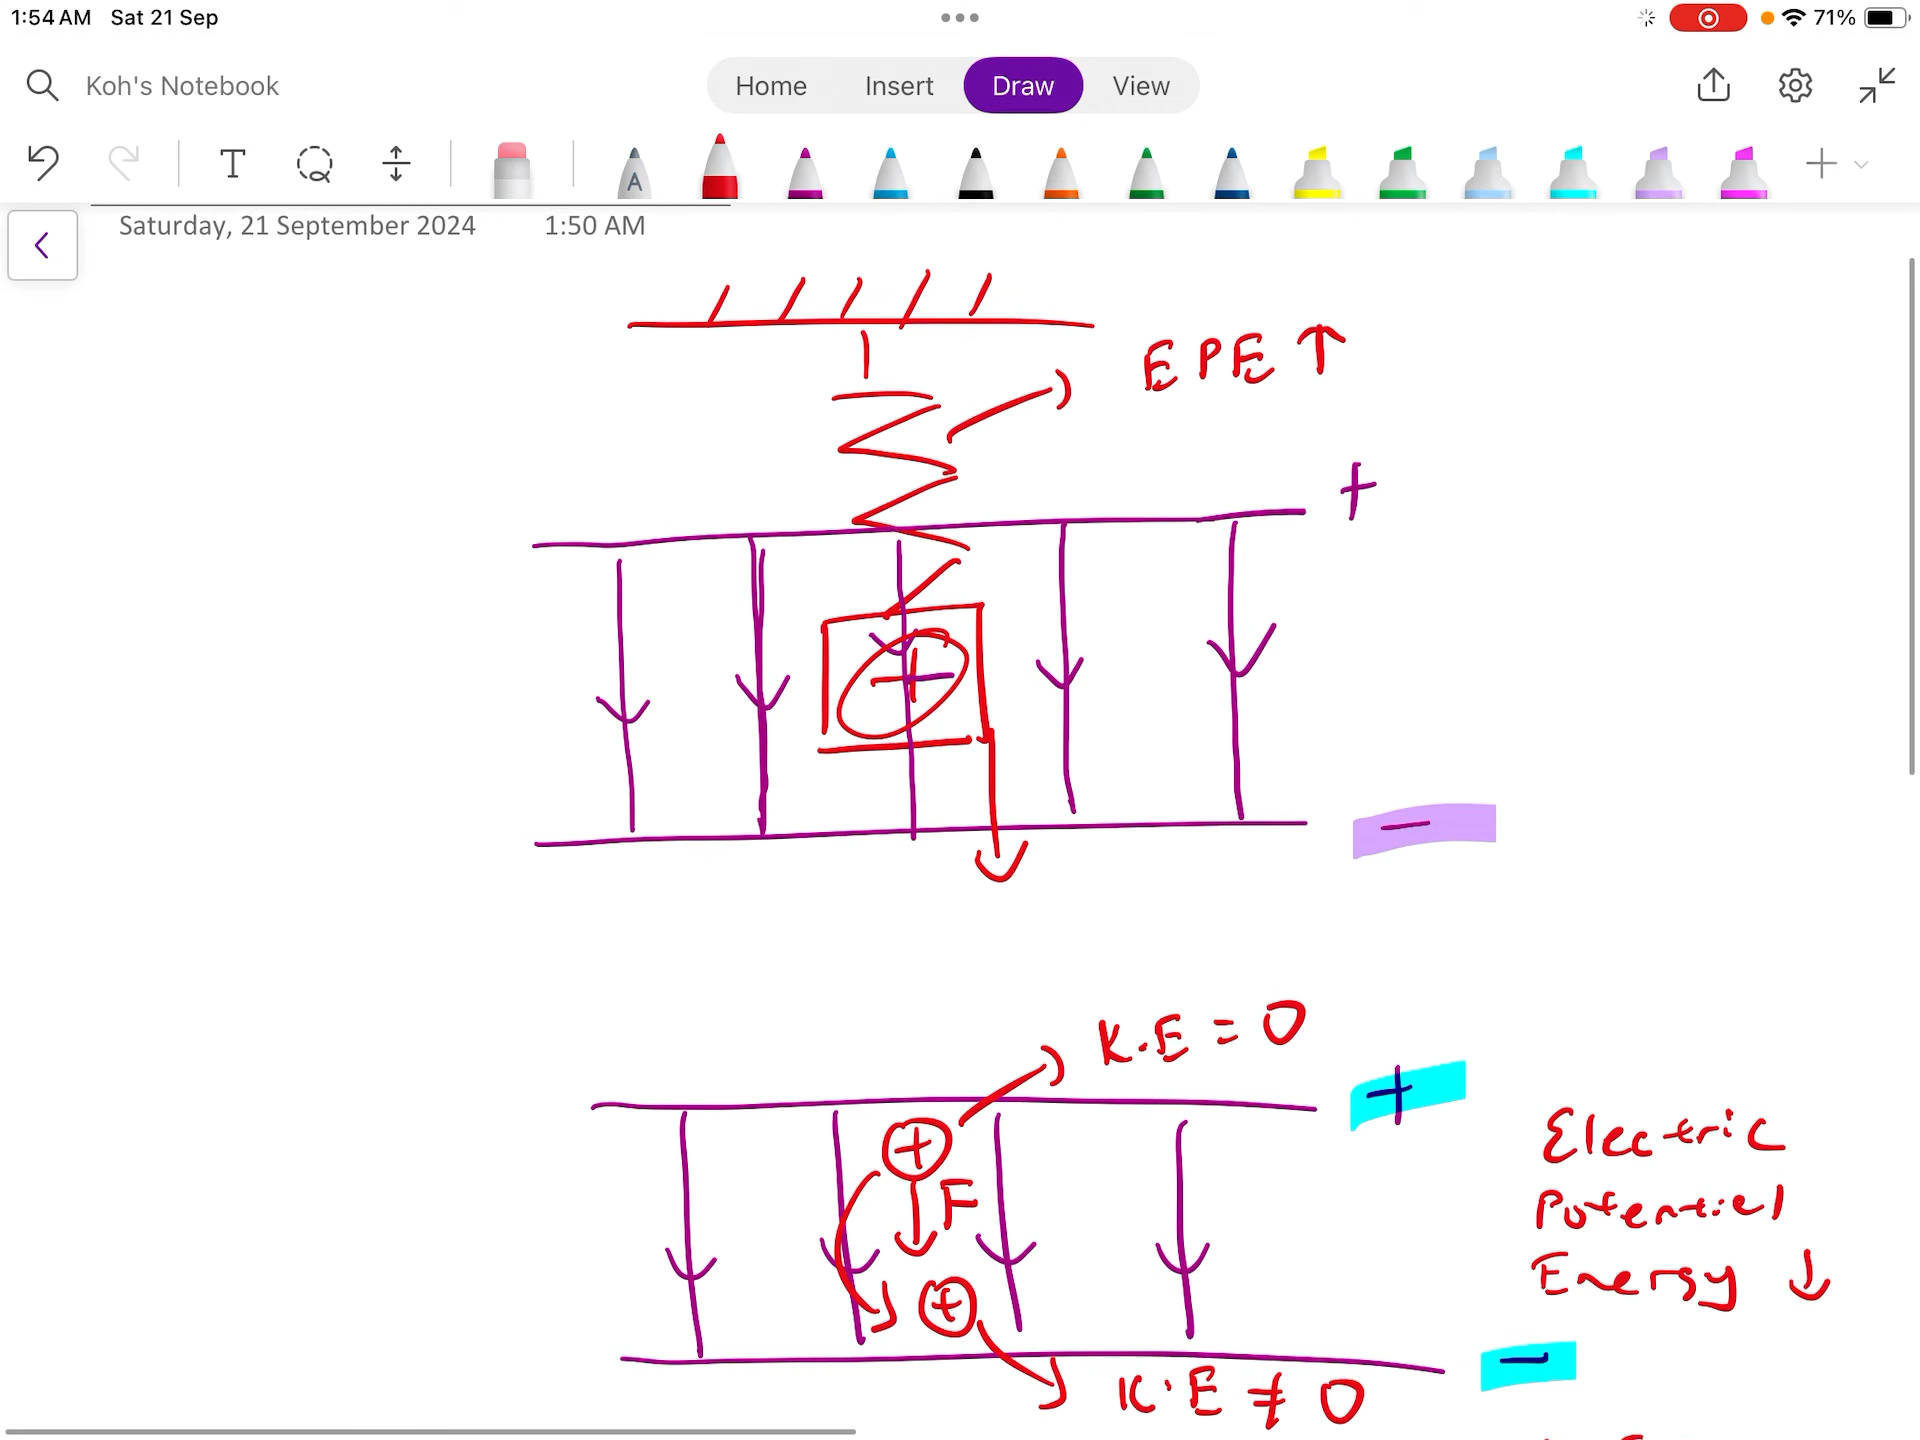 1:54 AM Sat 21 Sep
71%
Koh's Notebook
Home Insert Draw View
T
A
Saturday, 21 September 2024 1:50 AM
EPE ↑
+
+
−
K.E = 0
+
+
F
Electric
Potentiel
Energy ↓
+
−
K.E ≠ 0